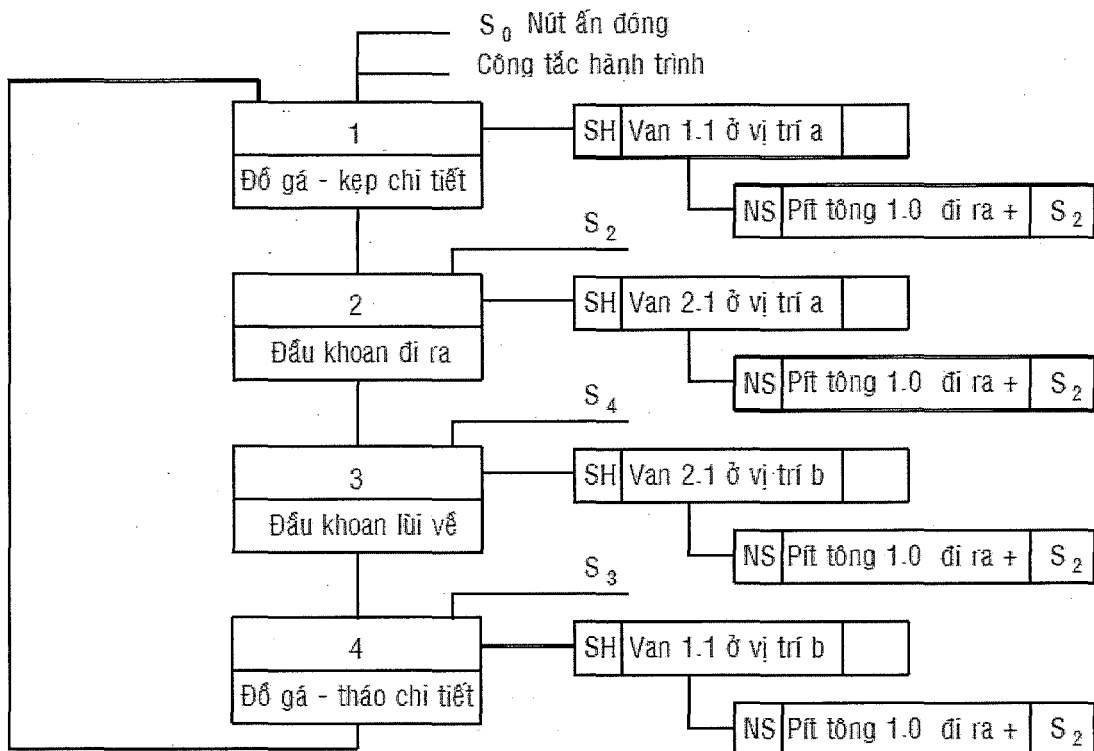 S0 Nút ấn đóng
Công tắc hành trình
1
SH Van 1.1 ở vị trí a
Đồ gá - kẹp chi tiết
NS Pít tông 1.0 đi ra + S2
S2
2
SH Van 2.1 ở vị trí a
Đầu khoan đi ra
NS Pít tông 1.0 đi ra + S2
S4
3
SH Van 2.1 ở vị trí b
Đầu khoan lùi về
NS Pít tông 1.0 đi ra + S2
S3
4
SH Van 1.1 ở vị trí b
Đồ gá - tháo chi tiết
NS Pít tông 1.0 đi ra + S2